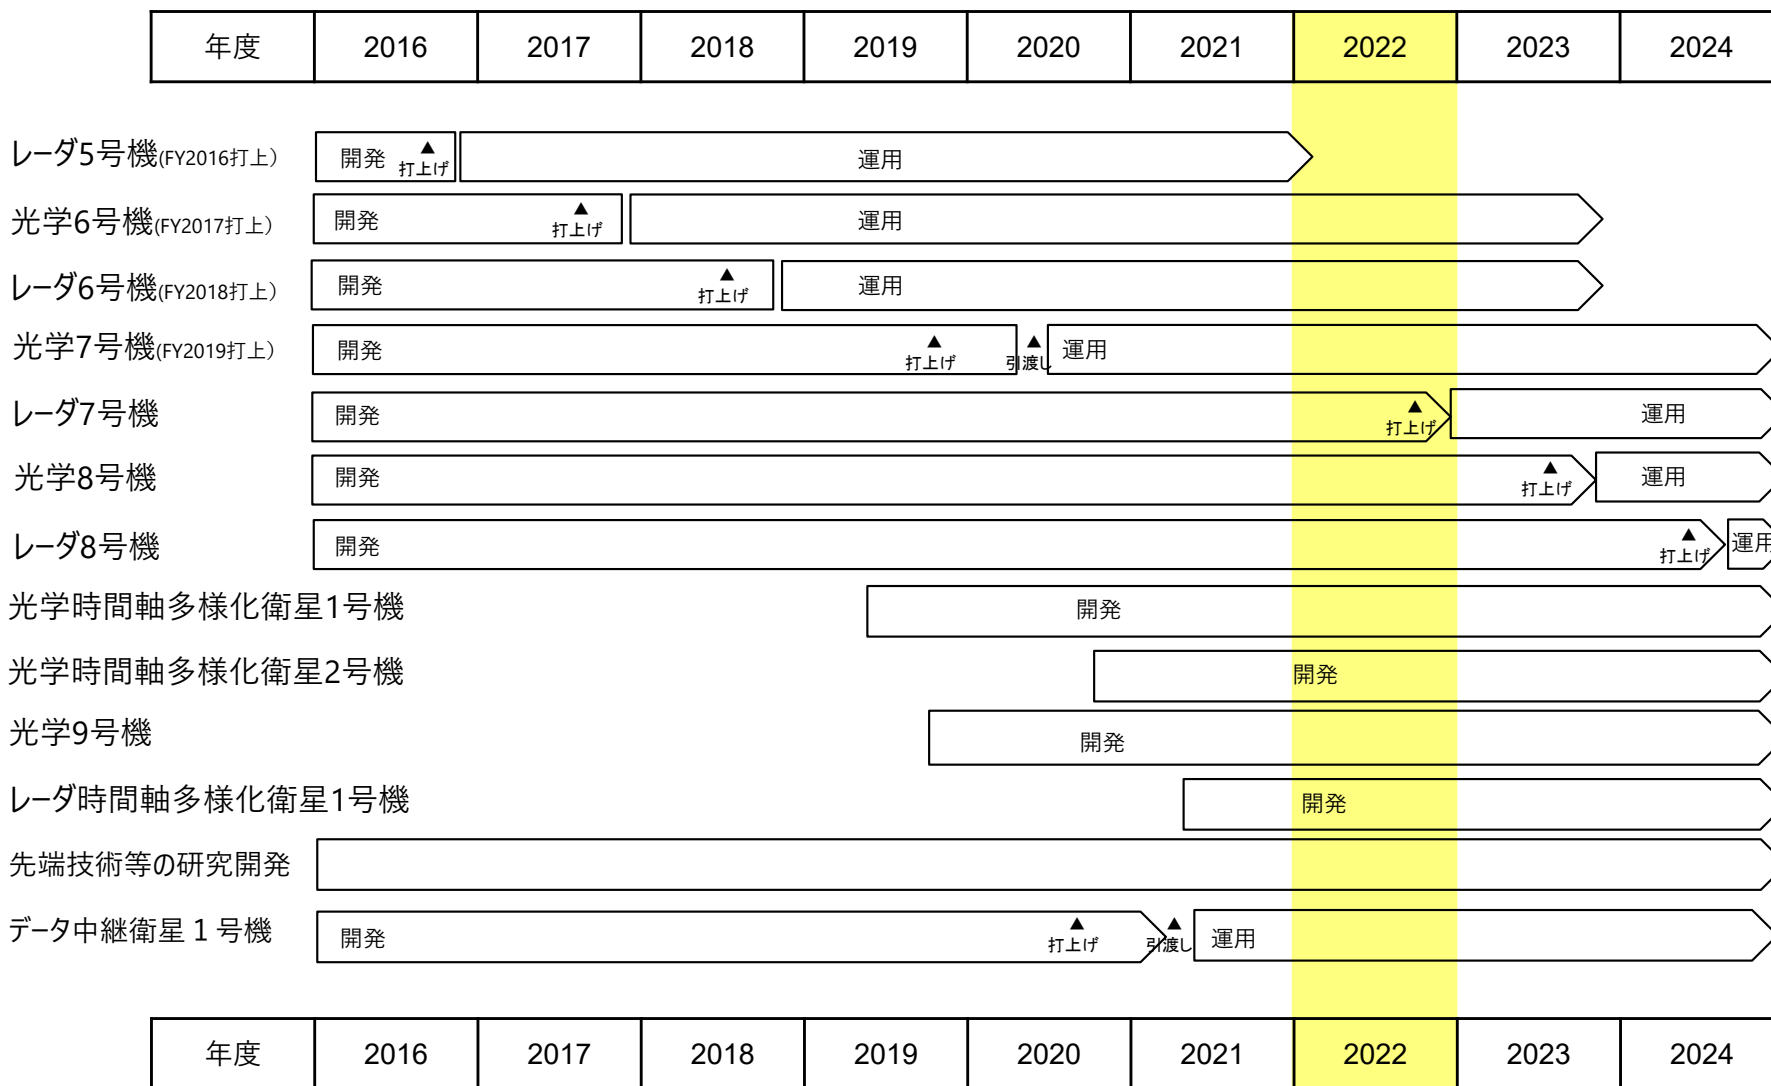 年度 2016 2017 2018 2019 2020 2021 2022 2023 2024
レーダ5号機(FY2016打上) 開発 ▲打上げ 運用
光学6号機(FY2017打上) 開発 ▲打上げ 運用
レーダ6号機(FY2018打上) 開発 ▲打上げ 運用
光学7号機(FY2019打上) 開発 ▲打上げ ▲引渡し 運用
レーダ7号機 開発 ▲打上げ 運用
光学8号機 開発 ▲打上げ 運用
レーダ8号機 開発 ▲打上げ 運用
光学時間軸多様化衛星1号機 開発
光学時間軸多様化衛星2号機 開発
光学9号機 開発
レーダ時間軸多様化衛星1号機 開発
先端技術等の研究開発
データ中継衛星１号機 開発 ▲打上げ ▲引渡し 運用
年度 2016 2017 2018 2019 2020 2021 2022 2023 2024